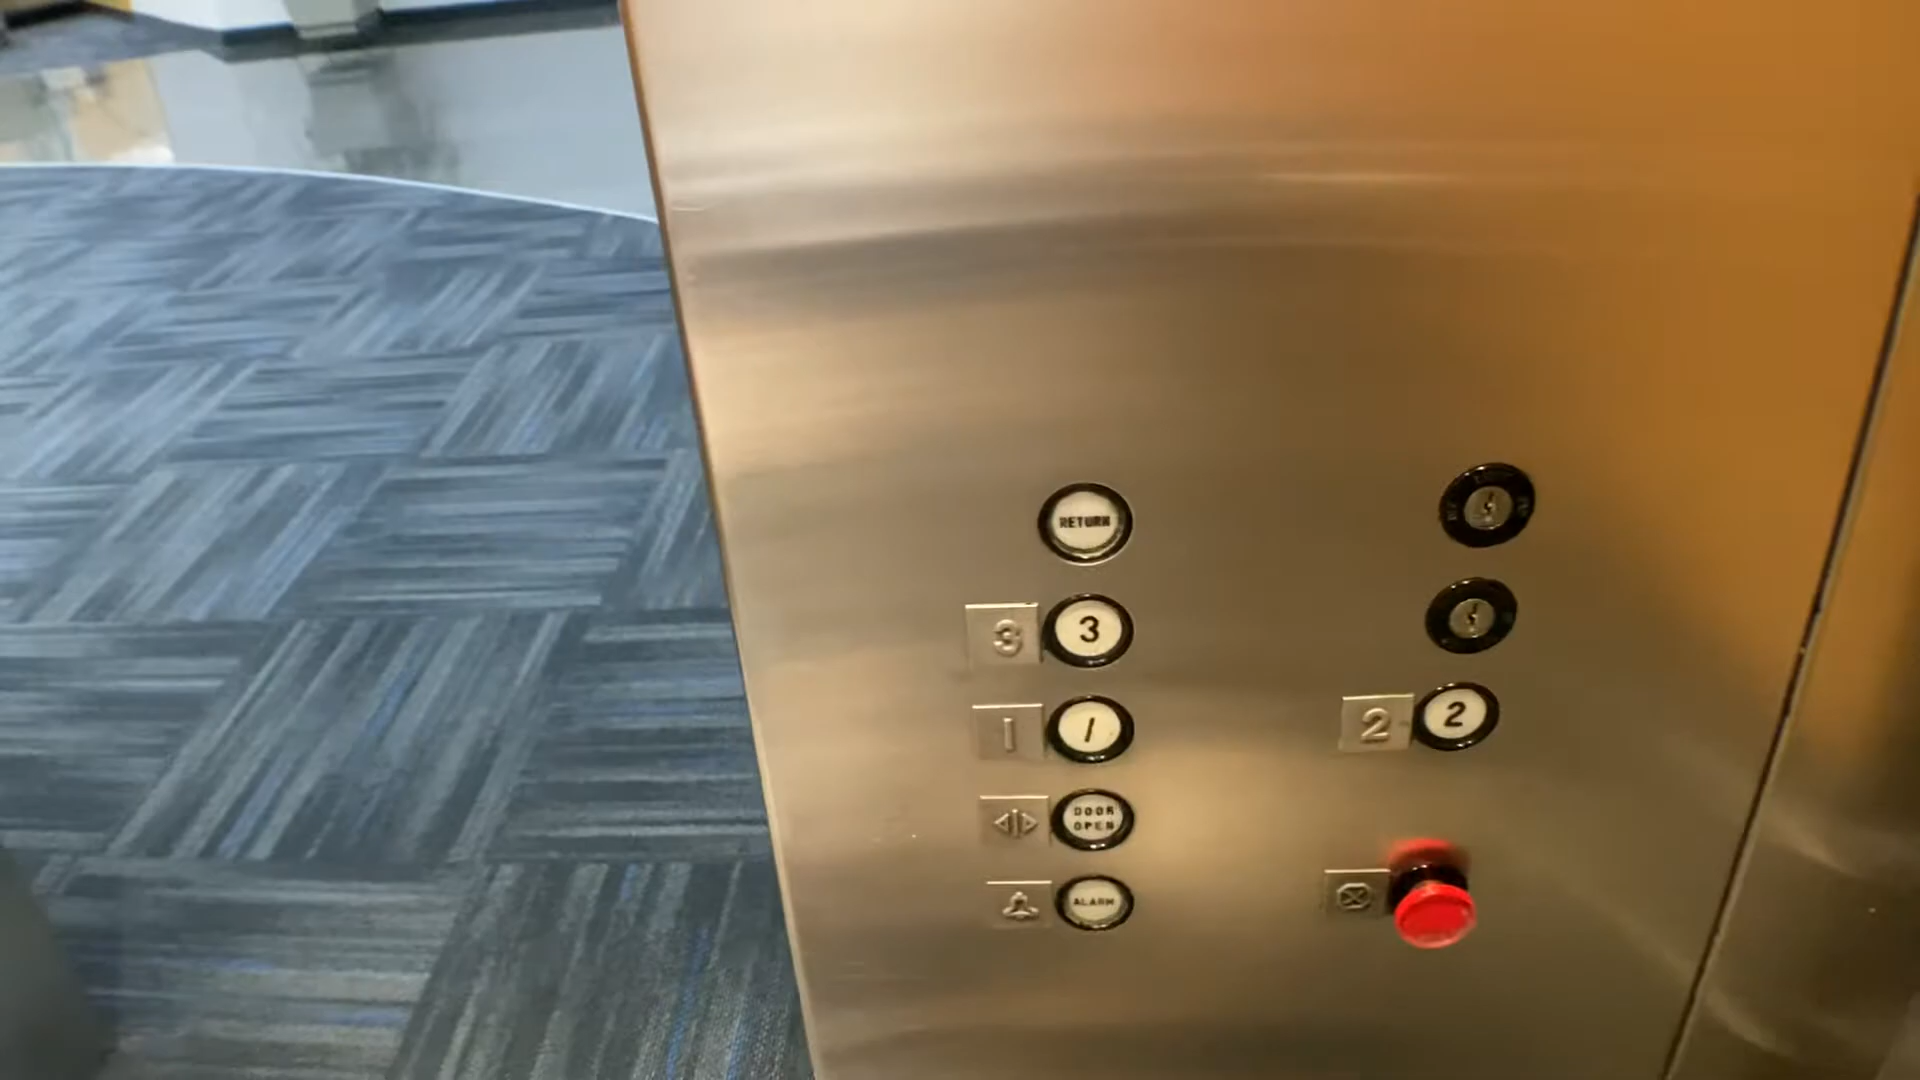 RETURN
3 3
1 1
2 2
DOOR
OPEN
ALARM